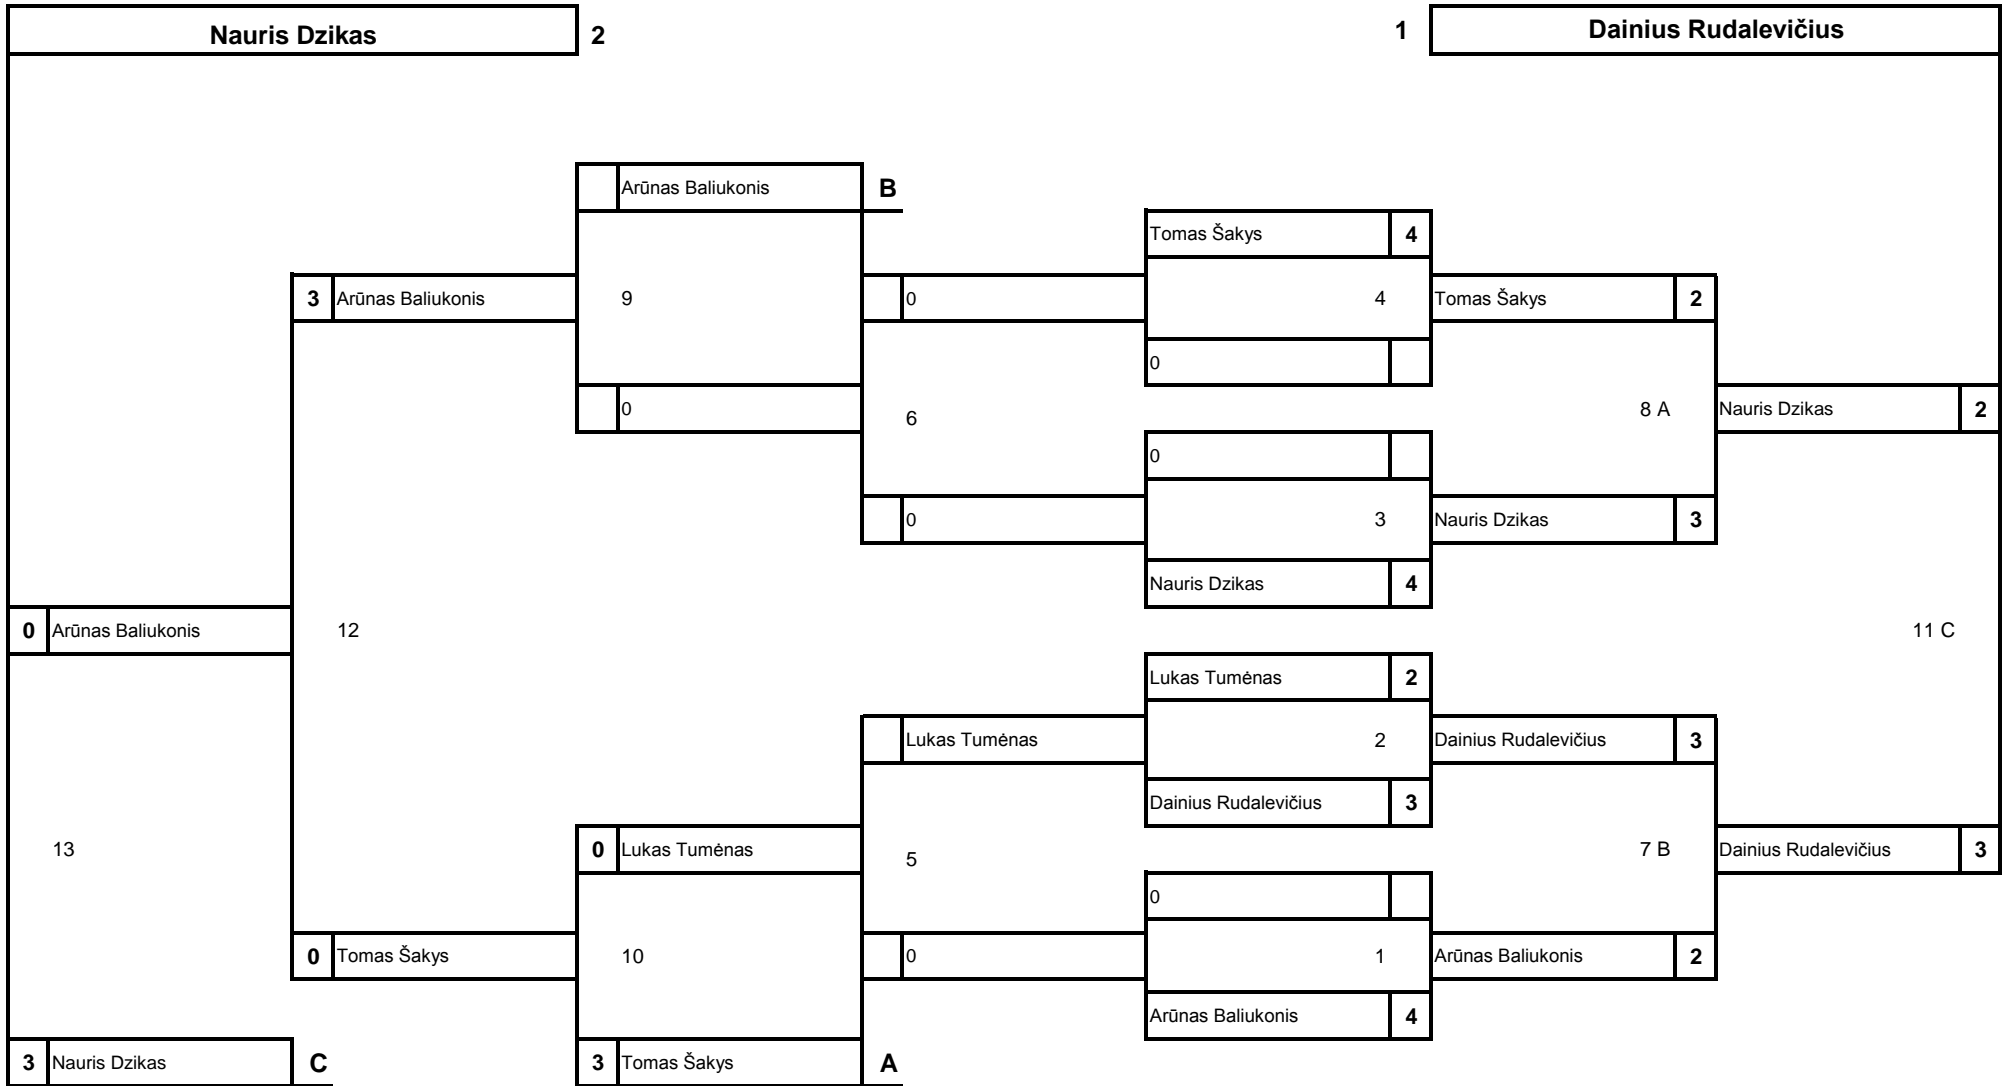 Nauris Dzikas 2 1 Dainius Rudalevičius
Arūnas Baliukonis B
Tomas Šakys 4
3 Arūnas Baliukonis 9 0 4 Tomas Šakys 2
0
0 6 8 A Nauris Dzikas 2
0
0 3 Nauris Dzikas 3
Nauris Dzikas 4
0 Arūnas Baliukonis 12 11 C
Lukas Tumėnas 2
Lukas Tumėnas 2 Dainius Rudalevičius 3
Dainius Rudalevičius 3
13 0 Lukas Tumėnas 5 7 B Dainius Rudalevičius 3
0
0 Tomas Šakys 10 0 1 Arūnas Baliukonis 2
Arūnas Baliukonis 4
3 Nauris Dzikas C 3 Tomas Šakys A